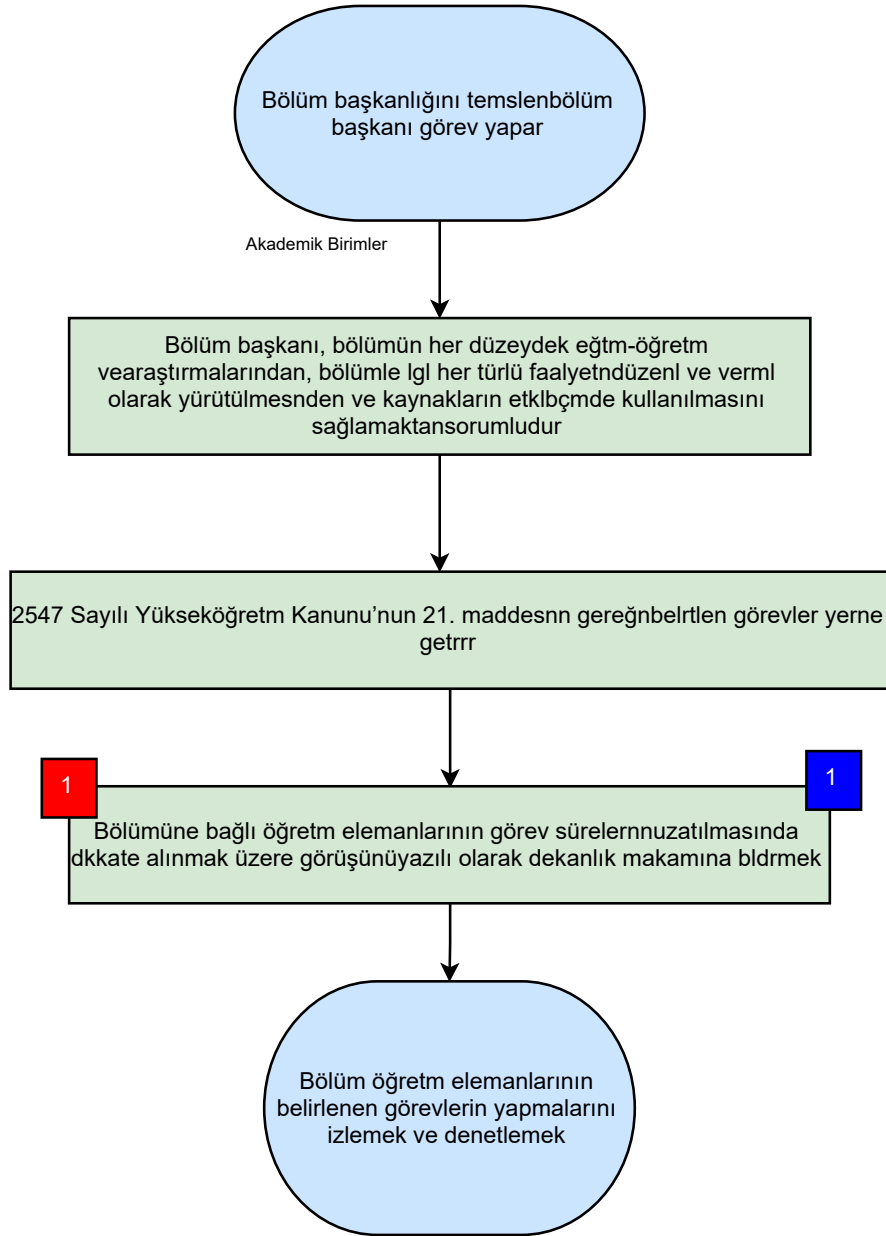 Bölüm başkanlığını temslenbölüm
başkanı görev yapar
Akademik Birimler
Bölüm başkanı, bölümün her düzeydek eğtm-öğretm
vearaştırmalarından, bölümle lgl her türlü faalyetndüzenl ve verml
olarak yürütülmesnden ve kaynakların etklbçmde kullanılmasını
sağlamaktansorumludur
2547 Sayılı Yükseköğretm Kanunu’nun 21. maddesnn gereğnbelrtlen görevler yerne
getrrr
1
1
Bölümüne bağlı öğretm elemanlarının görev sürelernnuzatılmasında
dkkate alınmak üzere görüşünüyazılı olarak dekanlık makamına bldrmek
Bölüm öğretm elemanlarının
belirlenen görevlerin yapmalarını
izlemek ve denetlemek